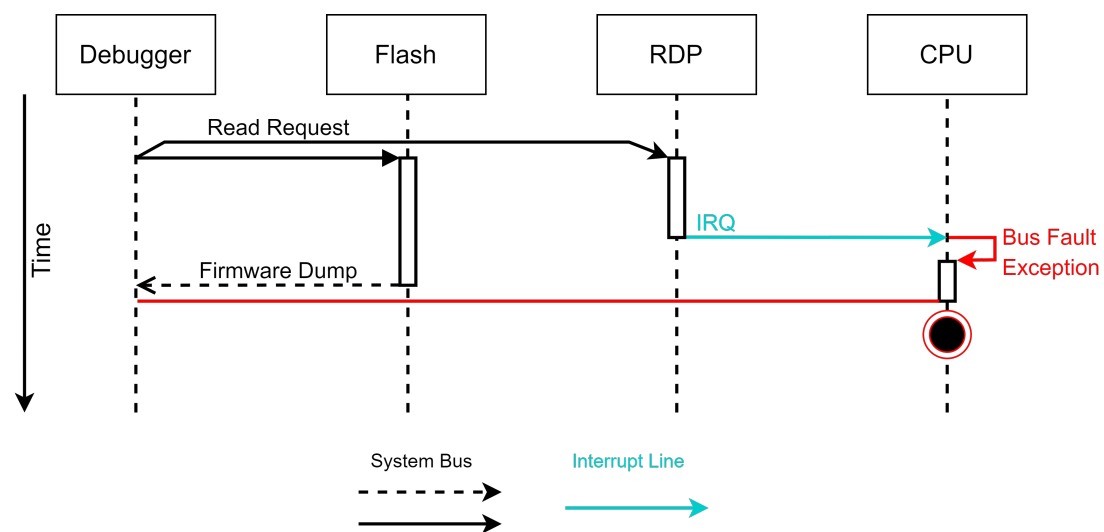 Debugger
Flash
RDP
CPU
Read Request
IRQ
Bus Fault
Exception
Time
Firmware Dump
System Bus
Interrupt Line